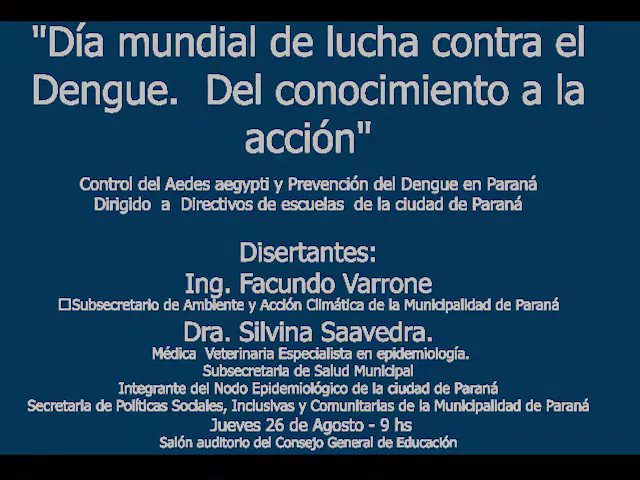 "Día mundial de lucha contra el
Dengue.  Del conocimiento a la
acción"
Control del Aedes aegypti y Prevención del Dengue en Paraná
Dirigido  a  Directivos de escuelas  de la ciudad de Paraná
Disertantes:
Ing. Facundo Varrone
□Subsecretario de Ambiente y Acción Climática de la Municipalidad de Paraná
Dra. Silvina Saavedra.
Médica  Veterinaria Especialista en epidemiología.
Subsecretaria de Salud Municipal
Integrante del Nodo Epidemiológico de la ciudad de Paraná
Secretaria de Políticas Sociales, Inclusivas y Comunitarias de la Municipalidad de Paraná
Jueves 26 de Agosto - 9 hs
Salón auditorio del Consejo General de Educación